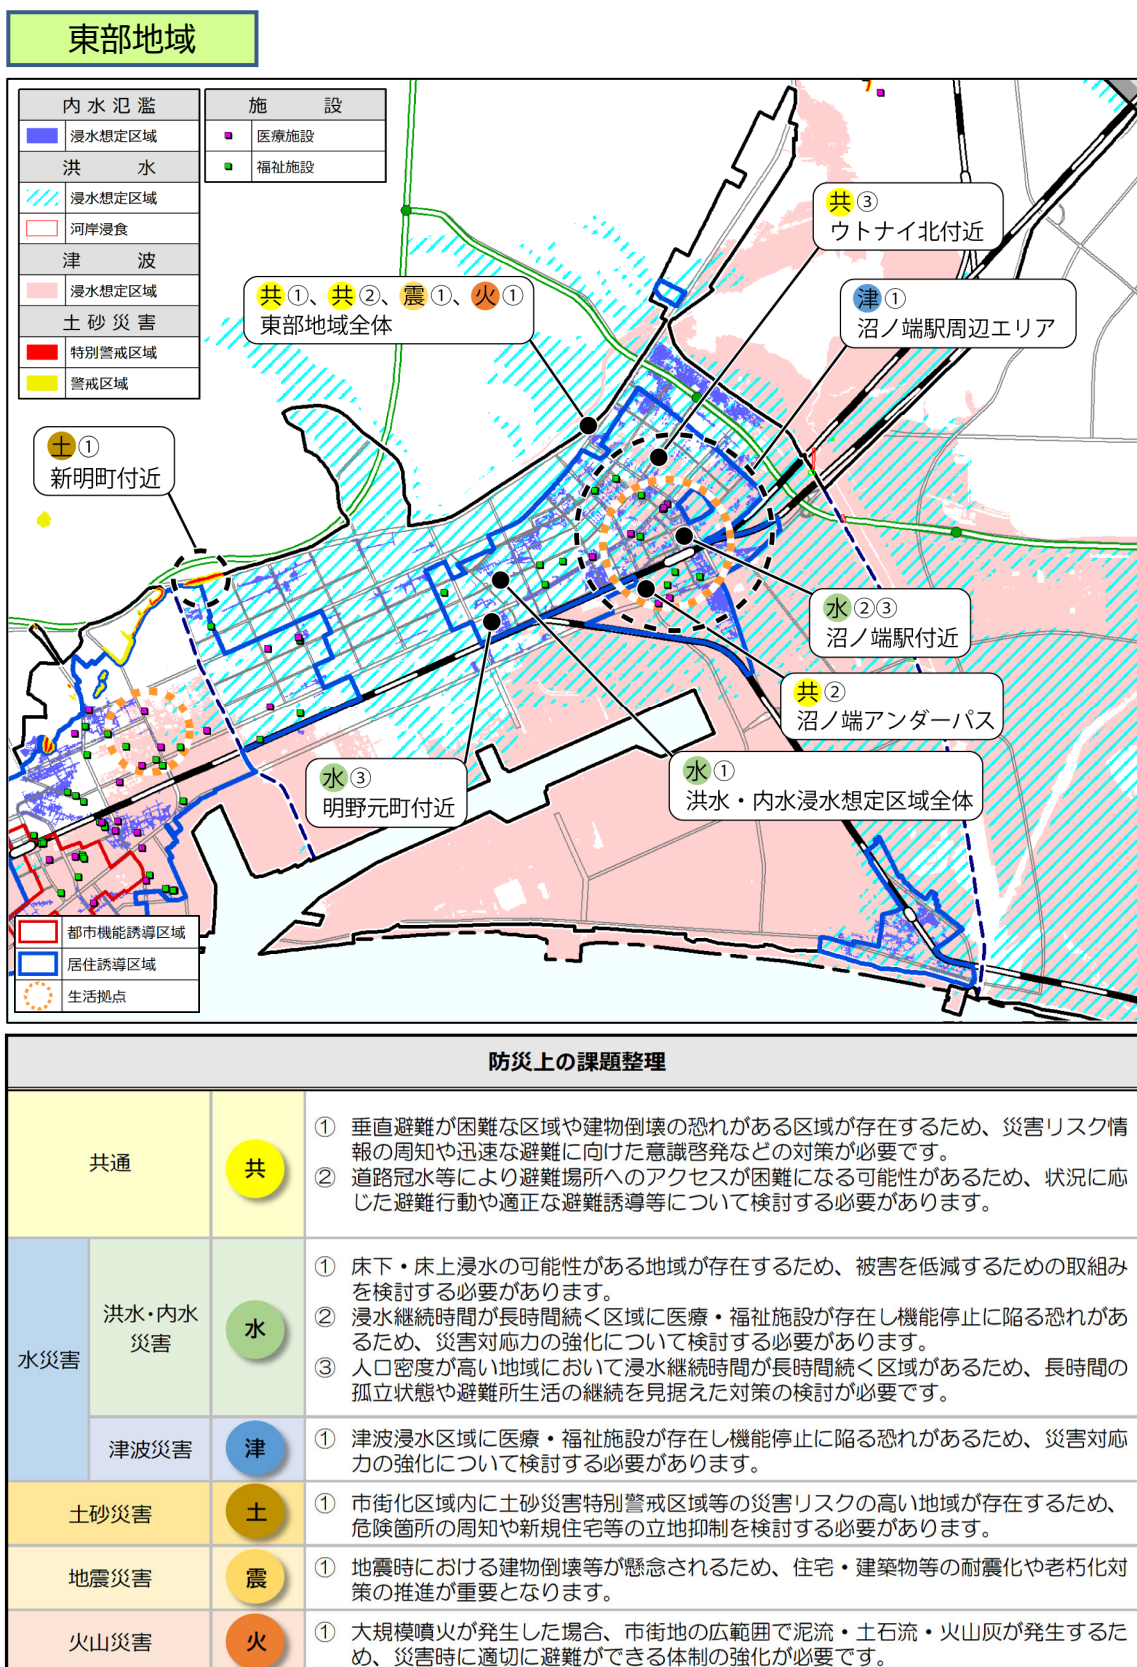 東部地域
内水氾濫
浸水想定区域
洪 水
浸水想定区域
河岸浸食
津 波
浸水想定区域
土砂災害
特別警戒区域
警戒区域
施 設
医療施設
福祉施設
共③
ウトナイ北付近
共①、共②、震①、火①
東部地域全体
津①
沼ノ端駅周辺エリア
土①
新明町付近
水②③
沼ノ端駅付近
共②
沼ノ端アンダーパス
水③
明野元町付近
水①
洪水・内水浸水想定区域全体
都市機能誘導区域
居住誘導区域
生活拠点
防災上の課題整理
共通
共
① 垂直避難が困難な区域や建物倒壊の恐れがある区域が存在するため、災害リスク情
報の周知や迅速な避難に向けた意識啓発などの対策が必要です。
② 道路冠水等により避難場所へのアクセスが困難になる可能性があるため、状況に応
じた避難行動や適正な避難誘導等について検討する必要があります。
水災害
洪水・内水
災害
水
① 床下・床上浸水の可能性がある地域が存在するため、被害を低減するための取組み
を検討する必要があります。
② 浸水継続時間が長時間続く区域に医療・福祉施設が存在し機能停止に陥る恐れがあ
るため、災害対応力の強化について検討する必要があります。
③ 人口密度が高い地域において浸水継続時間が長時間続く区域があるため、長時間の
孤立状態や避難所生活の継続を見据えた対策の検討が必要です。
津波災害
津
① 津波浸水区域に医療・福祉施設が存在し機能停止に陥る恐れがあるため、災害対応
力の強化について検討する必要があります。
土砂災害
土
① 市街化区域内に土砂災害特別警戒区域等の災害リスクの高い地域が存在するため、
危険箇所の周知や新規住宅等の立地抑制を検討する必要があります。
地震災害
震
① 地震時における建物倒壊等が懸念されるため、住宅・建築物等の耐震化や老朽化対
策の推進が重要となります。
火山災害
火
① 大規模噴火が発生した場合、市街地の広範囲で泥流・土石流・火山灰が発生するた
め、災害時に適切に避難ができる体制の強化が必要です。